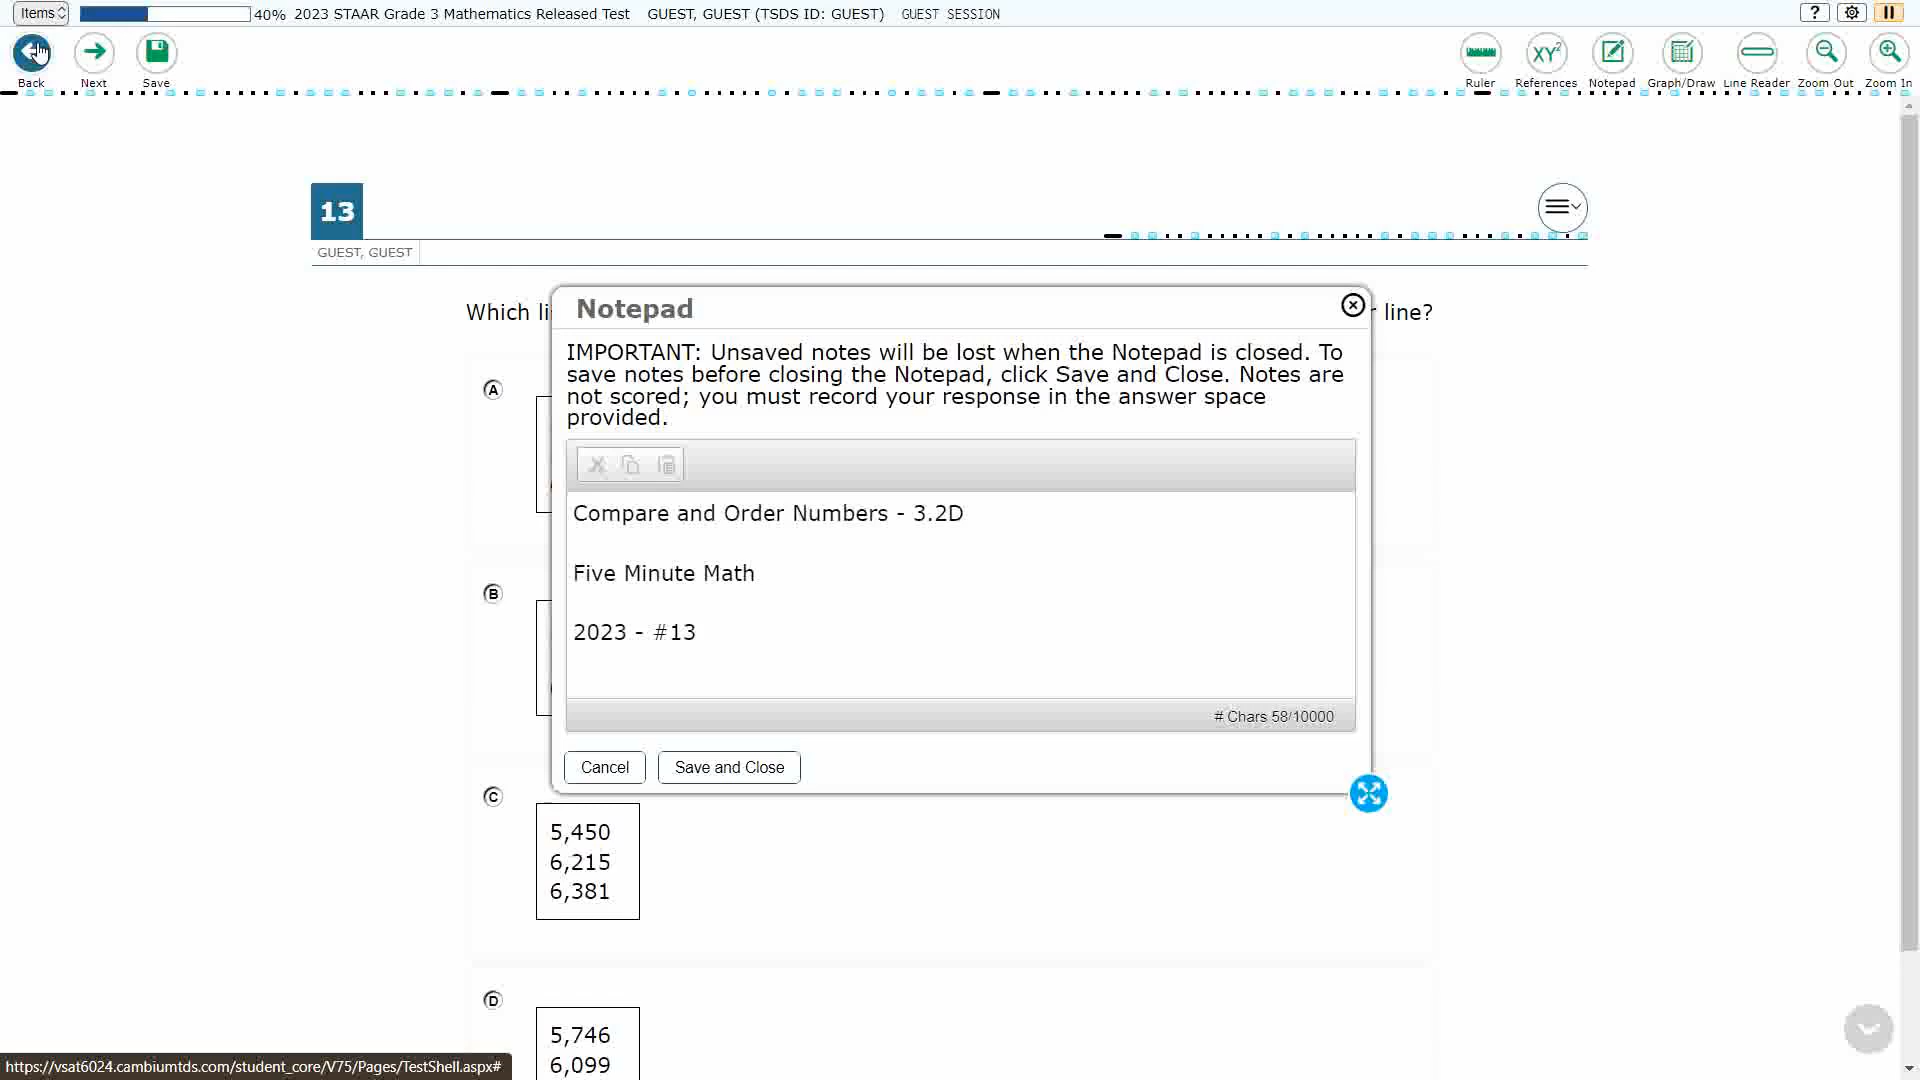 Items
40%
2023 STAAR Grade 3 Mathematics Released Test
GUEST, GUEST (TSDS ID: GUEST)
GUEST SESSION
?
Back
Next
Save
XY²
Ruler
References
Notepad
Graph/Draw
Line Reader
Zoom Out
Zoom In
13
GUEST, GUEST
Which li
line?
Notepad
IMPORTANT: Unsaved notes will be lost when the Notepad is closed. To
save notes before closing the Notepad, click Save and Close. Notes are
not scored; you must record your response in the answer space
provided.
Compare and Order Numbers - 3.2D
Five Minute Math
2023 - #13
# Chars 58/10000
Cancel
Save and Close
A
B
C
5,450
6,215
6,381
D
5,746
6,099
https://vsat6024.cambiumtds.com/student_core/V75/Pages/TestShell.aspx#